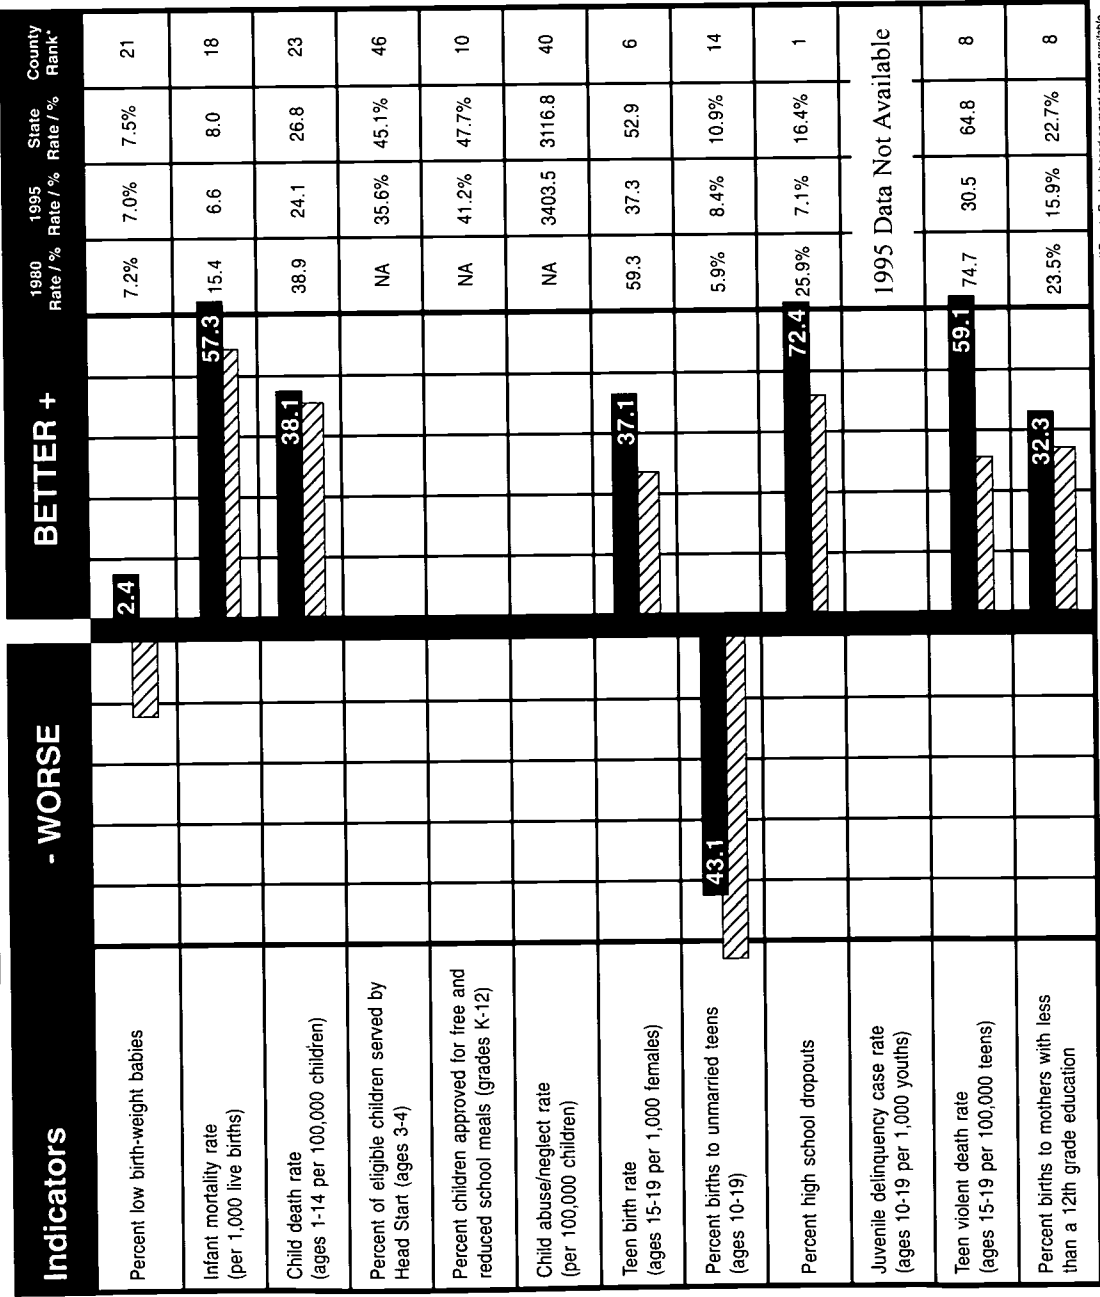 Indicators - WORSE BETTER + 1980 Rate / % 1995 Rate / % State Rate / % County Rank*
Percent low birth-weight babies 2.4 7.2% 7.0% 7.5% 21
Infant mortality rate
(per 1,000 live births) 57.3 15.4 6.6 8.0 18
Child death rate
(ages 1-14 per 100,000 children) 38.1 38.9 24.1 26.8 23
Percent of eligible children served by
Head Start (ages 3-4) NA 35.6% 45.1% 46
Percent children approved for free and
reduced school meals (grades K-12) NA 41.2% 47.7% 10
Child abuse/neglect rate
(per 100,000 children) NA 3403.5 3116.8 40
Teen birth rate
(ages 15-19 per 1,000 females) 37.1 59.3 37.3 52.9 6
Percent births to unmarried teens
(ages 10-19) 43.1 5.9% 8.4% 10.9% 14
Percent high school dropouts 72.4 25.9% 7.1% 16.4% 1
Juvenile delinquency case rate
(ages 10-19 per 1,000 youths) 1995 Data Not Available
Teen violent death rate
(ages 15-19 per 100,000 teens) 59.1 74.7 30.5 64.8 8
Percent births to mothers with less
than a 12th grade education 32.3 23.5% 15.9% 22.7% 8